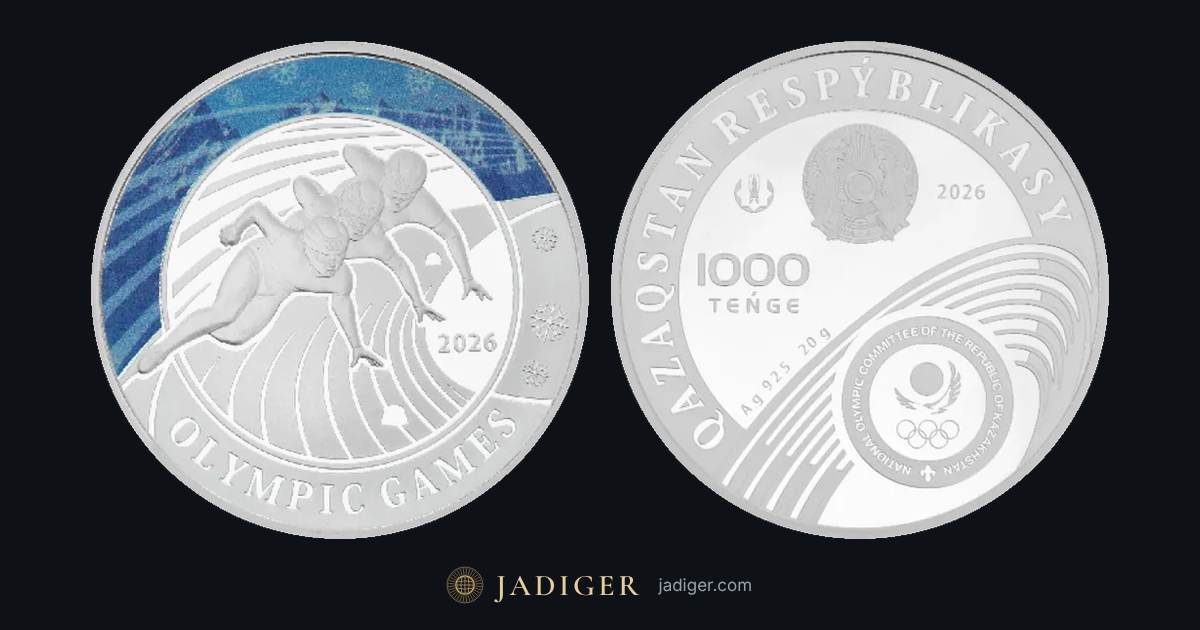 2026
OLYMPIC GAMES
QAZAQSTAN RESPÝBLIKASY
2026
1000
TEŃGE
Ag 925 20 g
NATIONAL OLYMPIC COMMITTEE OF THE REPUBLIC OF KAZAKHSTAN
JADIGER jadiger.com